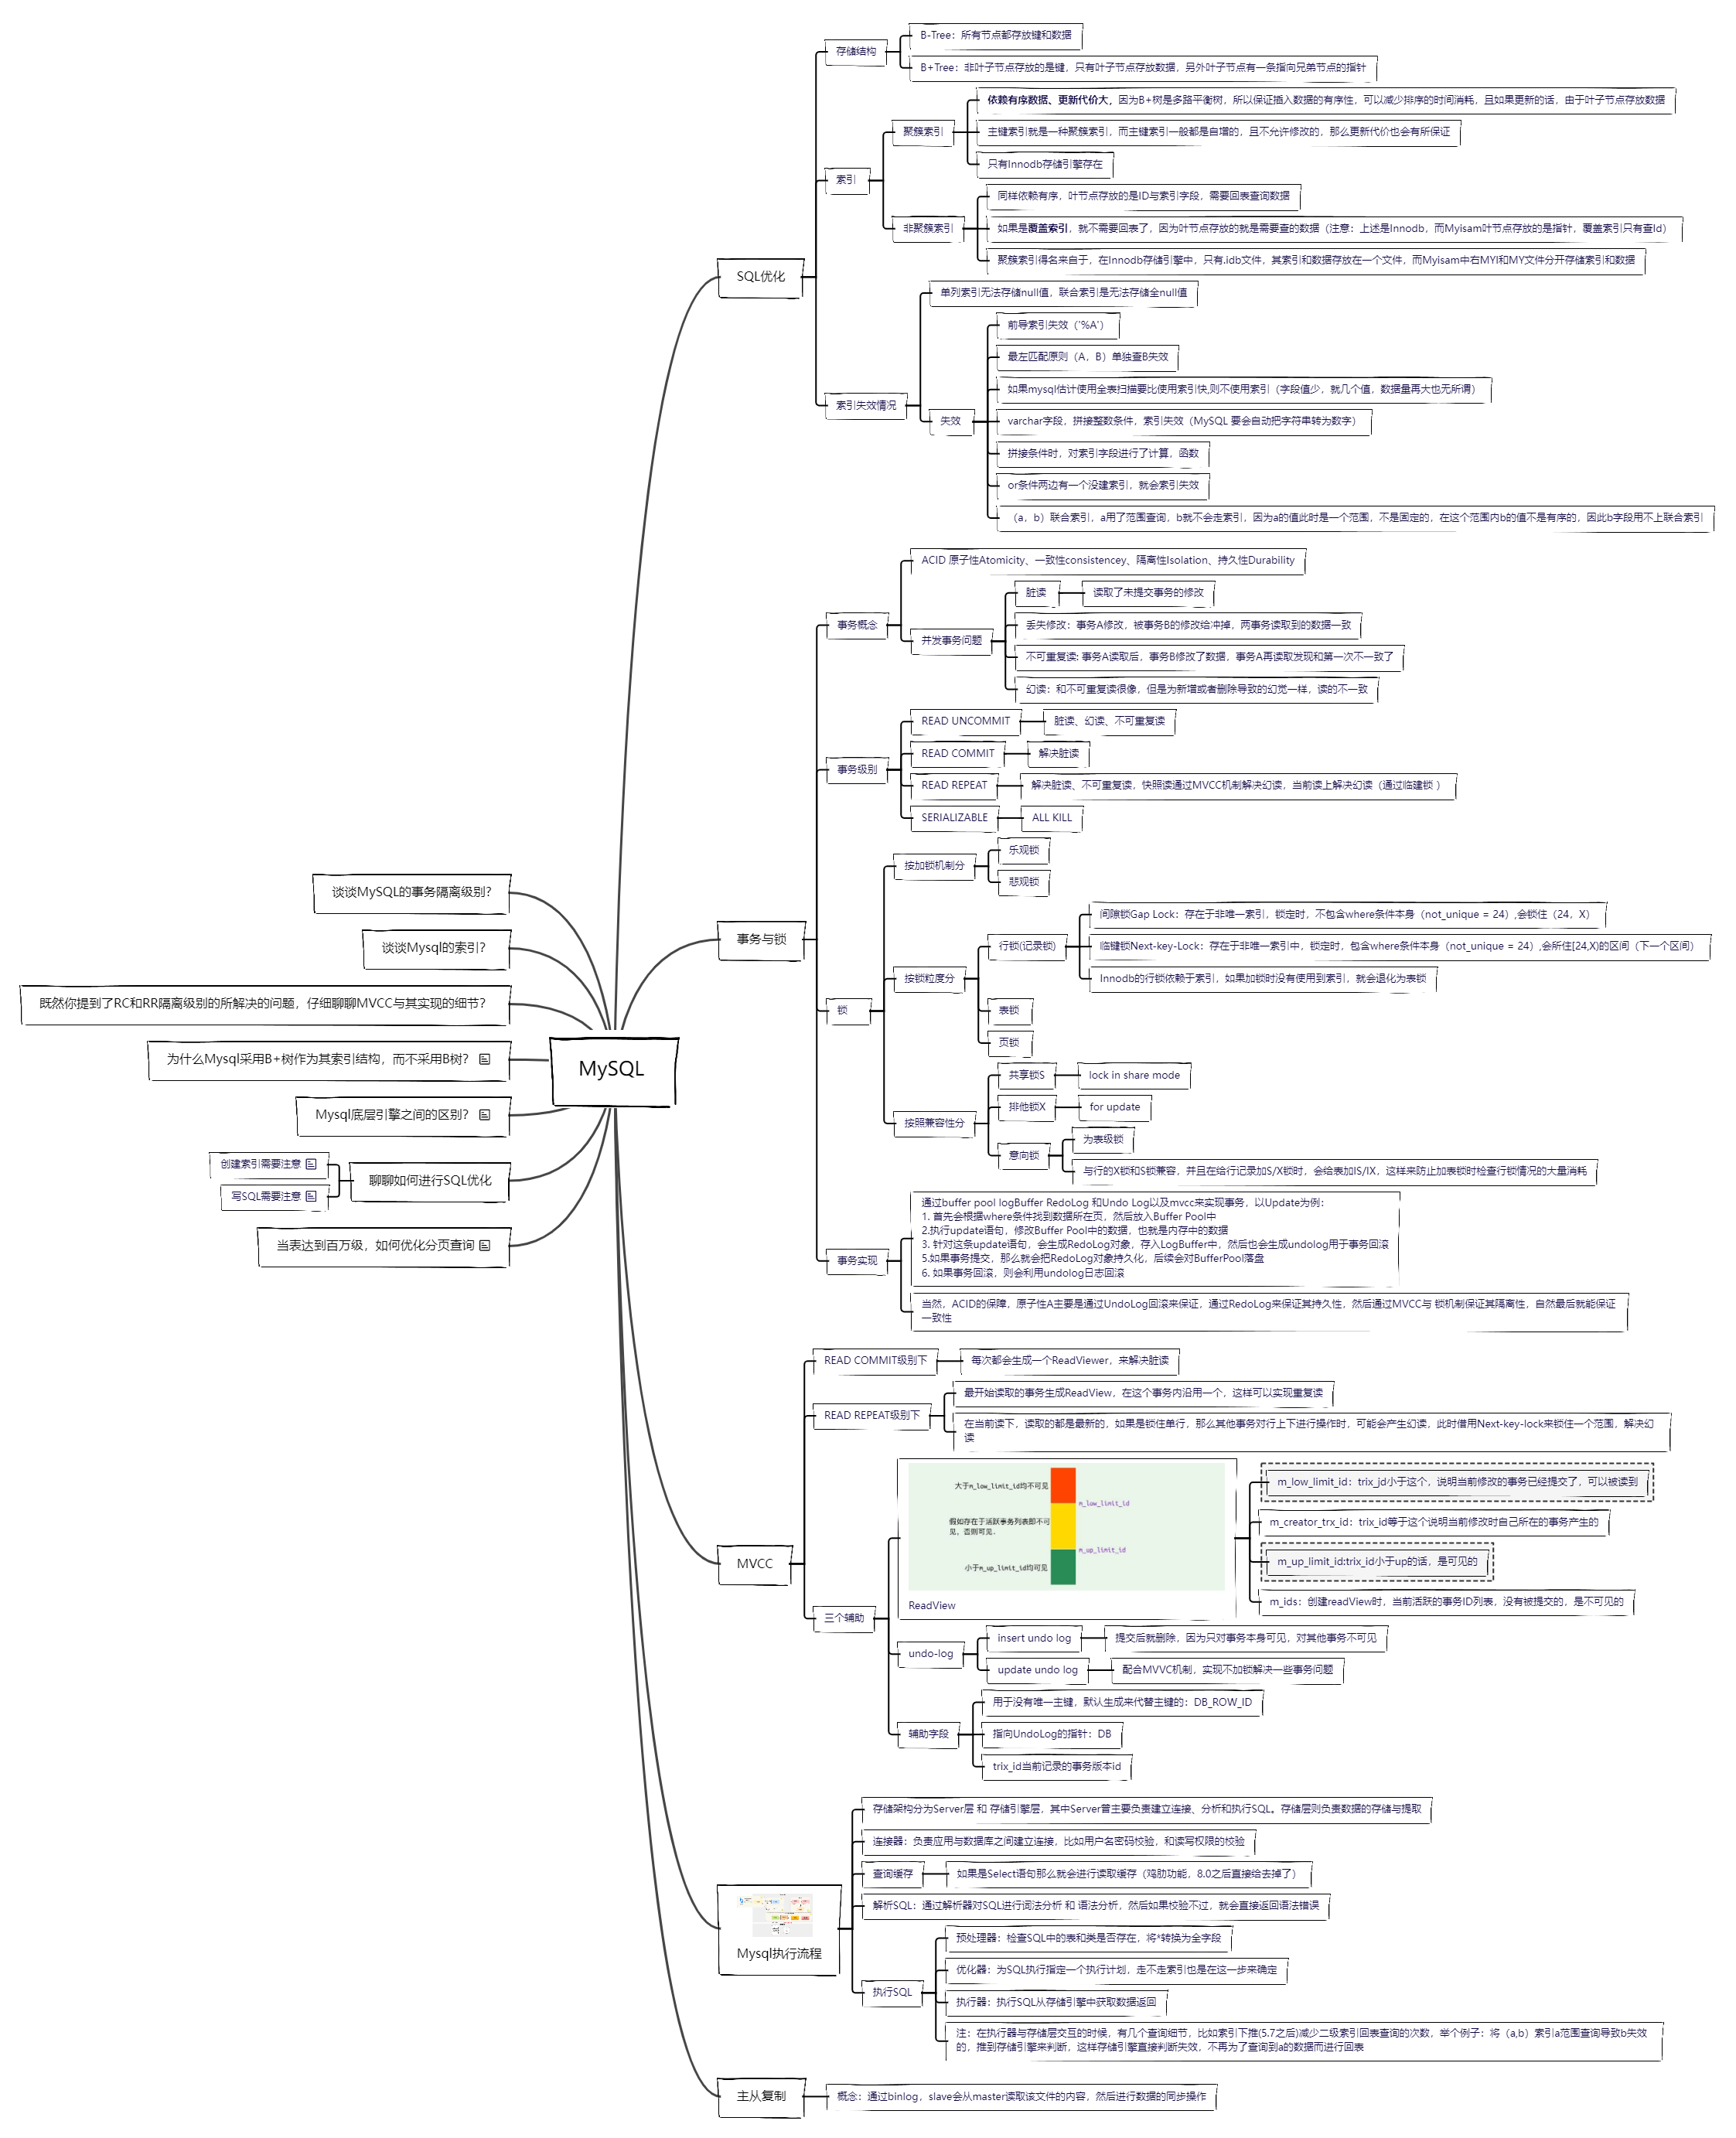 MySQL
谈谈MySQL的事务隔离级别？
谈谈Mysql的索引？
既然你提到了RC和RR隔离级别的所解决的问题，仔细聊聊MVCC与其实现的细节？
为什么Mysql采用B+树作为其索引结构，而不采用B树？
Mysql底层引擎之间的区别？
聊聊如何进行SQL优化
创建索引需要注意
写SQL需要注意
当表达到百万级，如何优化分页查询
SQL优化
存储结构
B-Tree：所有节点都存放键和数据
B+Tree：非叶子节点存放的是键，只有叶子节点存放数据，另外叶子节点有一条指向兄弟节点的指针
索引
聚簇索引
依赖有序数据、更新代价大，因为B+树是多路平衡树，所以保证插入数据的有序性，可以减少排序的时间消耗，且如果更新的话，由于叶子节点存放数据
主键索引就是一种聚簇索引，而主键索引一般都是自增的，且不允许修改的，那么更新代价也会有所保证
只有Innodb存储引擎存在
非聚簇索引
同样依赖有序，叶节点存放的是ID与索引字段，需要回表查询数据
如果是覆盖索引，就不需要回表了，因为叶节点存放的就是需要查的数据（注意：上述是Innodb，而Myisam叶节点存放的是指针，覆盖索引只有查Id）
聚簇索引得名来自于，在Innodb存储引擎中，只有.idb文件，其索引和数据存放在一个文件，而Myisam中右MYI和MY文件分开存储索引和数据
索引失效情况
单列索引无法存储null值，联合索引是无法存储全null值
失效
前导索引失效（'%A'）
最左匹配原则（A，B）单独查B失效
如果mysql估计使用全表扫描要比使用索引快,则不使用索引（字段值少，就几个值，数据量再大也无所谓）
varchar字段，拼接整数条件，索引失效（MySQL 要会自动把字符串转为数字）
拼接条件时，对索引字段进行了计算，函数
or条件两边有一个没建索引，就会索引失效
（a，b）联合索引，a用了范围查询，b就不会走索引，因为a的值此时是一个范围，不是固定的，在这个范围内b的值不是有序的，因此b字段用不上联合索引
事务与锁
事务概念
ACID 原子性Atomicity、一致性consistencey、隔离性Isolation、持久性Durability
并发事务问题
脏读
读取了未提交事务的修改
丢失修改：事务A修改，被事务B的修改给冲掉，两事务读取到的数据一致
不可重复读: 事务A读取后，事务B修改了数据，事务A再读取发现和第一次不一致了
幻读：和不可重复读很像，但是为新增或者删除导致的幻觉一样，读的不一致
事务级别
READ UNCOMMIT
脏读、幻读、不可重复读
READ COMMIT
解决脏读
READ REPEAT
解决脏读、不可重复读，快照读通过MVCC机制解决幻读，当前读上解决幻读（通过临建锁 ）
SERIALIZABLE
ALL KILL
锁
按加锁机制分
乐观锁
悲观锁
按锁粒度分
行锁(记录锁)
间隙锁Gap Lock：存在于非唯一索引，锁定时，不包含where条件本身（not_unique = 24）,会锁住（24，X）
临键锁Next-key-Lock：存在于非唯一索引中，锁定时，包含where条件本身（not_unique = 24）,会所住[24,X)的区间（下一个区间）
Innodb的行锁依赖于索引，如果加锁时没有使用到索引，就会退化为表锁
表锁
页锁
按照兼容性分
共享锁S
lock in share mode
排他锁X
for update
意向锁
为表级锁
与行的X锁和S锁兼容，并且在给行记录加S/X锁时，会给表加IS/IX，这样来防止加表锁时检查行锁情况的大量消耗
事务实现
通过buffer pool logBuffer RedoLog 和Undo Log以及mvcc来实现事务，以Update为例：
1. 首先会根据where条件找到数据所在页，然后放入Buffer Pool中
2.执行update语句，修改Buffer Pool中的数据，也就是内存中的数据
3. 针对这条update语句，会生成RedoLog对象，存入LogBuffer中，然后也会生成undolog用于事务回滚
5.如果事务提交，那么就会把RedoLog对象持久化，后续会对BufferPool落盘
6. 如果事务回滚，则会利用undolog日志回滚
当然，ACID的保障，原子性A主要是通过UndoLog回滚来保证，通过RedoLog来保证其持久性，然后通过MVCC与 锁机制保证其隔离性，自然最后就能保证
一致性
MVCC
READ COMMIT级别下
每次都会生成一个ReadViewer，来解决脏读
READ REPEAT级别下
最开始读取的事务生成ReadView，在这个事务内沿用一个，这样可以实现重复读
在当前读下，读取的都是最新的，如果是锁住单行，那么其他事务对行上下进行操作时，可能会产生幻读，此时借用Next-key-lock来锁住一个范围，解决幻
读
三个辅助
大于m_low_limit_id均不可见
m_low_limit_id
假如存在于活跃事务列表即不可
见，否则可见.
m_up_limit_id
小于m_up_limit_id均可见
ReadView
m_low_limit_id：trix_jd小于这个，说明当前修改的事务已经提交了，可以被读到
m_creator_trx_id：trix_id等于这个说明当前修改时自己所在的事务产生的
m_up_limit_id:trix_id小于up的话，是可见的
m_ids：创建readView时，当前活跃的事务ID列表，没有被提交的，是不可见的
undo-log
insert undo log
提交后就删除，因为只对事务本身可见，对其他事务不可见
update undo log
配合MVVC机制，实现不加锁解决一些事务问题
辅助字段
用于没有唯一主键，默认生成来代替主键的：DB_ROW_ID
指向UndoLog的指针：DB
trix_id当前记录的事务版本id
Mysql执行流程
存储架构分为Server层 和 存储引擎层，其中Server曾主要负责建立连接、分析和执行SQL。存储层则负责数据的存储与提取
连接器：负责应用与数据库之间建立连接，比如用户名密码校验，和读写权限的校验
查询缓存
如果是Select语句那么就会进行读取缓存（鸡肋功能，8.0之后直接给去掉了）
解析SQL：通过解析器对SQL进行词法分析 和 语法分析，然后如果校验不过，就会直接返回语法错误
执行SQL
预处理器：检查SQL中的表和类是否存在，将*转换为全字段
优化器：为SQL执行指定一个执行计划，走不走索引也是在这一步来确定
执行器：执行SQL从存储引擎中获取数据返回
注：在执行器与存储层交互的时候，有几个查询细节，比如索引下推(5.7之后)减少二级索引回表查询的次数，举个例子：将（a,b）索引a范围查询导致b失效
的，推到存储引擎来判断，这样存储引擎直接判断失效，不再为了查询到a的数据而进行回表
主从复制
概念：通过binlog，slave会从master读取该文件的内容，然后进行数据的同步操作